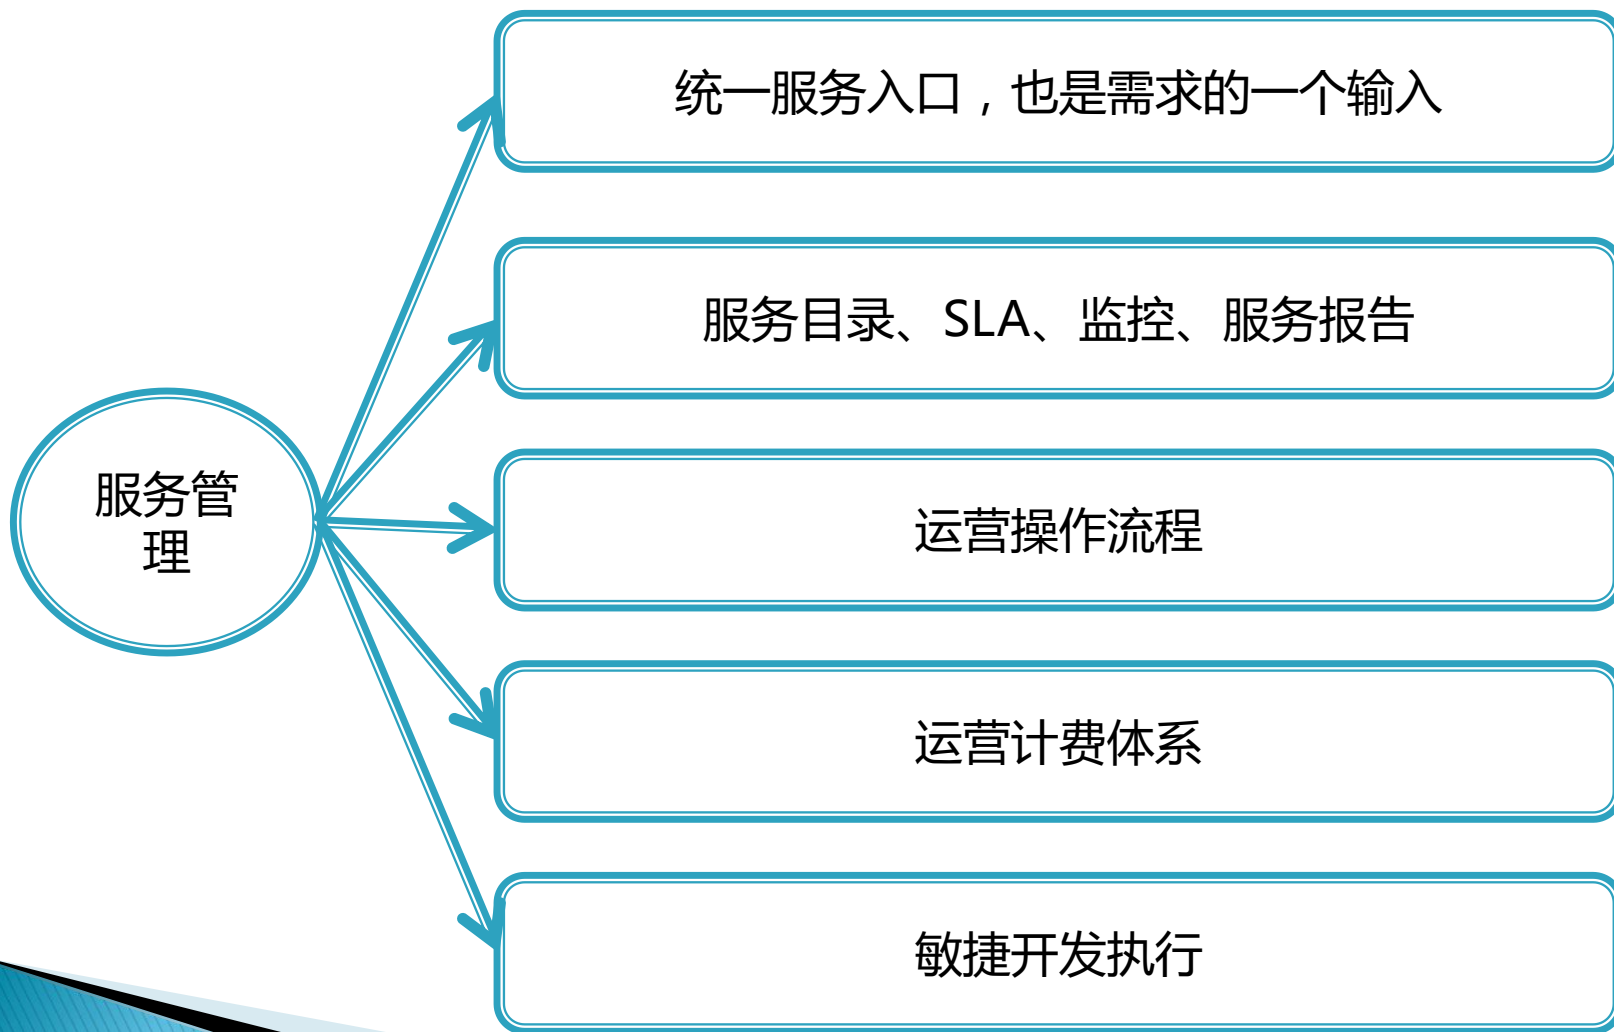 统一服务入口，也是需求的一个输入
服务目录、SLA、监控、服务报告
服务管
理
运营操作流程
运营计费体系
敏捷开发执行